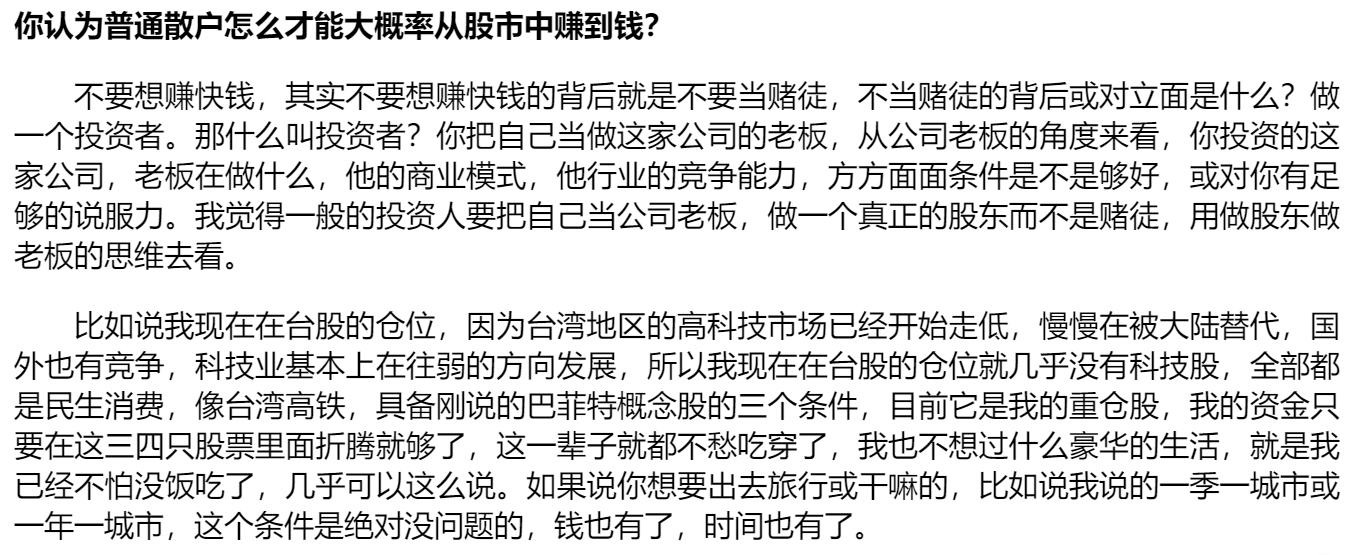 你认为普通散户怎么才能大概率从股市中赚到钱？
不要想赚快钱，其实不要想赚快钱的背后就是不要当赌徒，不当赌徒的背后或对立面是什么？做
一个投资者。那什么叫投资者？你把自己当做这家公司的老板，从公司老板的角度来看，你投资的这
家公司，老板在做什么，他的商业模式，他行业的竞争能力，方方面面条件是不是够好，或对你有足
够的说服力。我觉得一般的投资人要把自己当公司老板，做一个真正的股东而不是赌徒，用做股东做
老板的思维去看。
比如说我现在在台股的仓位，因为台湾地区的高科技市场已经开始走低，慢慢在被大陆替代，国
外也有竞争，科技业基本上在往弱的方向发展，所以我现在在台股的仓位就几乎没有科技股，全部都
是民生消费，像台湾高铁，具备刚说的巴菲特概念股的三个条件，目前它是我的重仓股，我的资金只
要在这三四只股票里面折腾就够了，这一辈子就都不愁吃穿了，我也不想过什么豪华的生活，就是我
已经不怕没饭吃了，几乎可以这么说。如果说你想要出去旅行或干嘛的，比如说我说的一季一城市或
一年一城市，这个条件是绝对没问题的，钱也有了，时间也有了。